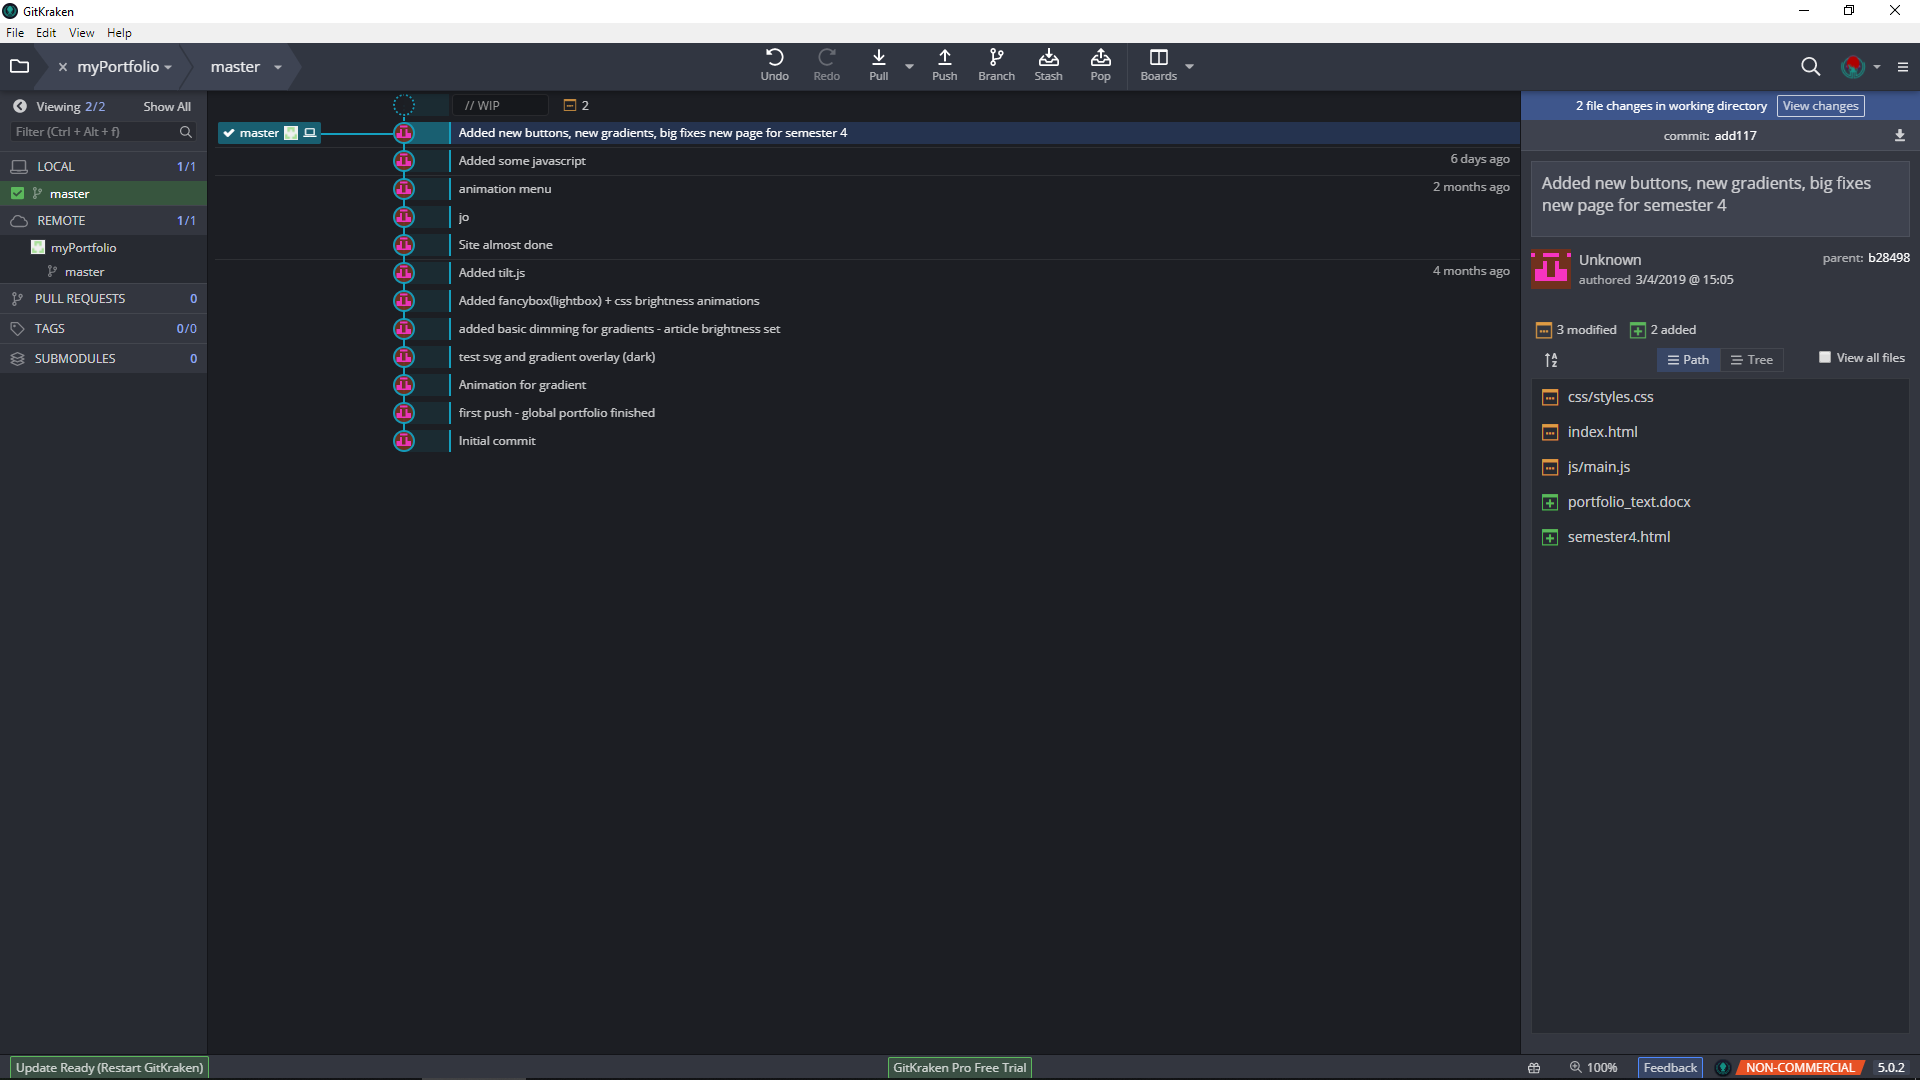 GitKraken
File Edit View Help
myPortfolio master Undo Redo Pull Push Branch Stash Pop Boards
Viewing 2/2 Show All
Filter (Ctrl + Alt + f)
LOCAL 1/1
master
REMOTE 1/1
myPortfolio
master
PULL REQUESTS 0
TAGS 0/0
SUBMODULES 0
// WIP 2
master Added new buttons, new gradients, big fixes new page for semester 4
Added some javascript 6 days ago
animation menu 2 months ago
jo
Site almost done
Added tilt.js 4 months ago
Added fancybox(lightbox) + css brightness animations
added basic dimming for gradients - article brightness set
test svg and gradient overlay (dark)
Animation for gradient
first push - global portfolio finished
Initial commit
2 file changes in working directory View changes
commit: add117
Added new buttons, new gradients, big fixes
new page for semester 4
Unknown parent: b28498
authored 3/4/2019 @ 15:05
3 modified 2 added
Path Tree View all files
css/styles.css
index.html
js/main.js
portfolio_text.docx
semester4.html
Update Ready (Restart GitKraken) GitKraken Pro Free Trial 100% Feedback NON-COMMERCIAL 5.0.2